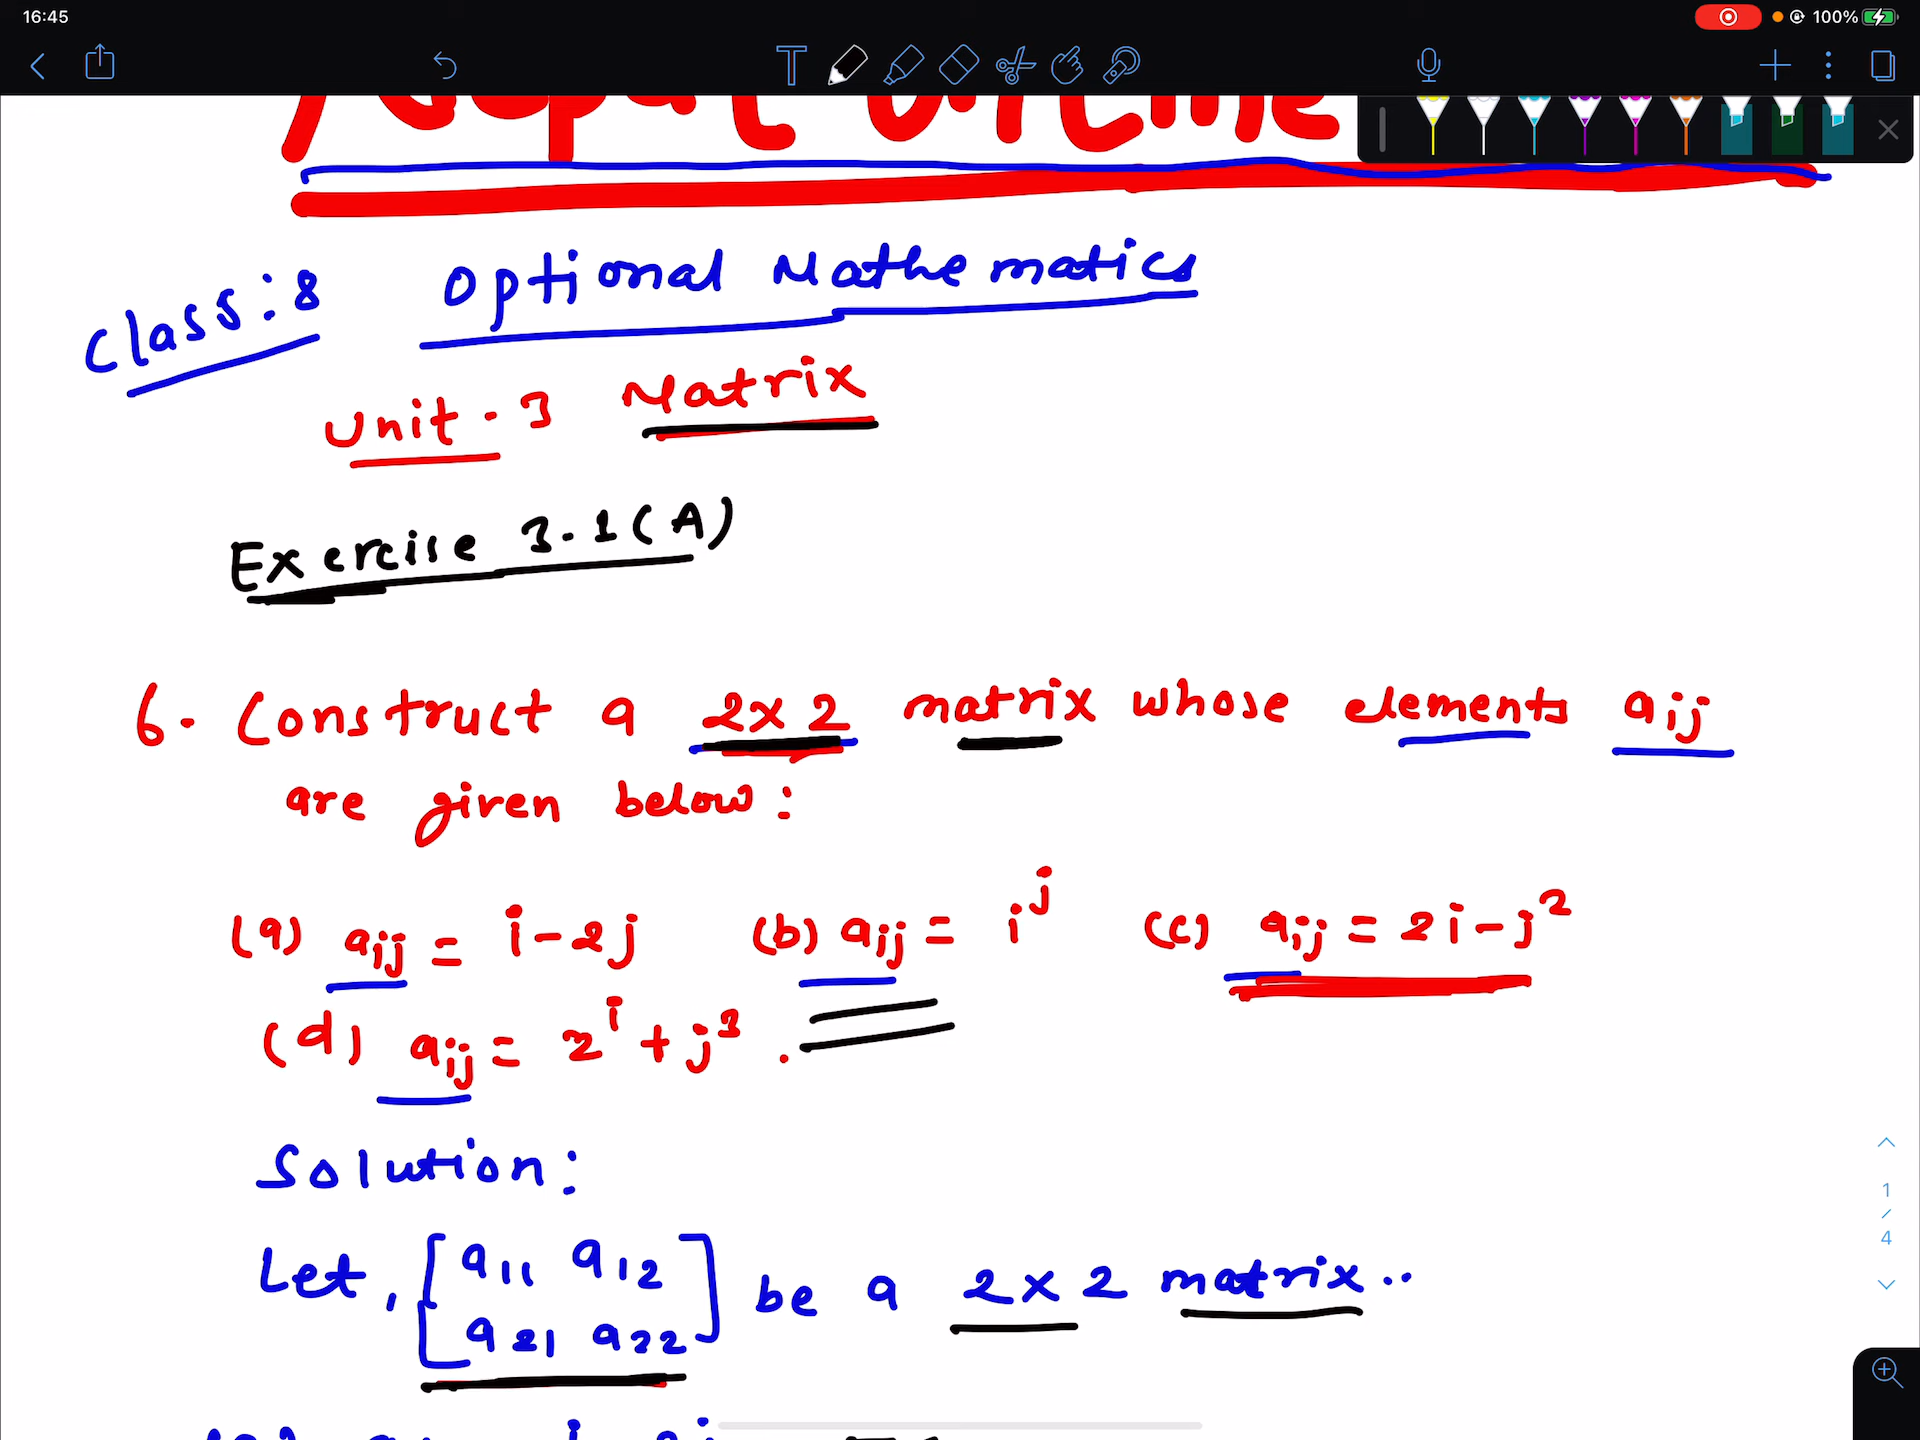 16:45
100%
Class: 8 Optional Mathematics
Unit - 3 Matrix
Exercise 3.1(A)
6. Construct a 2x2 matrix whose elements aij
are given below:
(a) aij = i-2j (b) aij = i^j (c) aij = 2i-j²
(d) aij = 2^i + j³.
Solution:
Let, [a11 a12
a21 a22] be a 2x2 matrix..
1
/
4